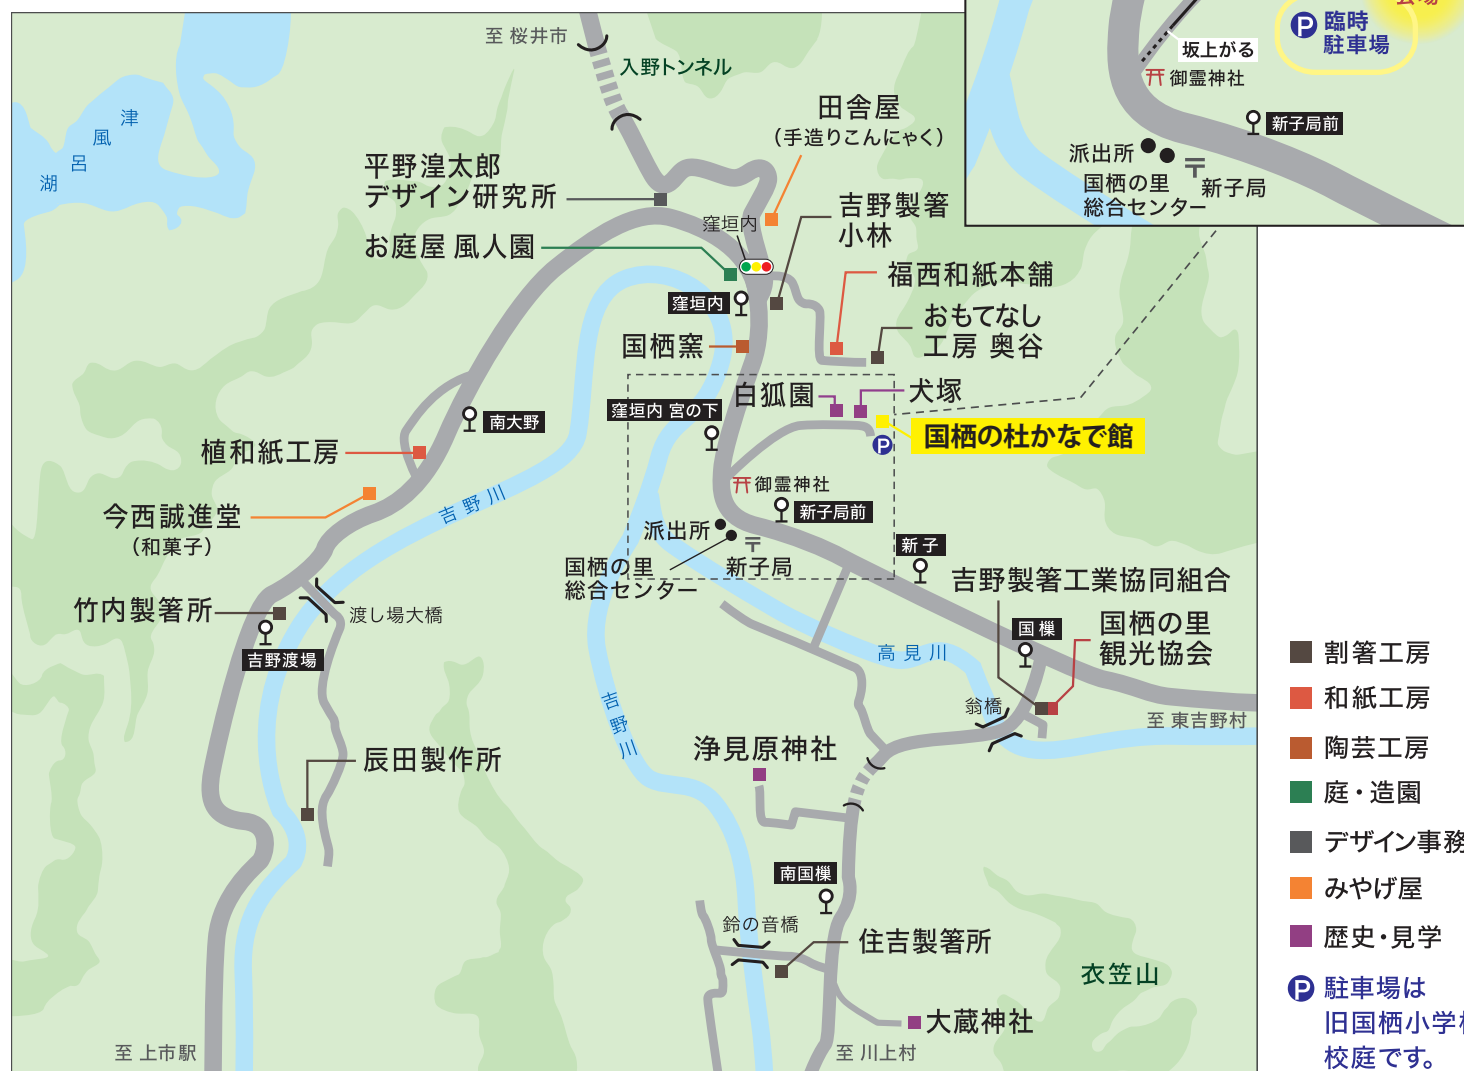 至 桜井市
入野トンネル
津
風
呂
湖
田舎屋
(手造りこんにゃく)
平野湟太郎
デザイン研究所
お庭屋 風人園
窪垣内
吉野製箸
小林
福西和紙本舗
おもてなし
工房 奥谷
窪垣内
国栖窯
白狐園
犬塚
窪垣内 宮の下
国栖の杜かなで館
P
南大野
植和紙工房
今西誠進堂
(和菓子)
吉野川
御霊神社
新子局前
派出所
新子局
国栖の里
総合センター
新子
吉野製箸工業協同組合
国樔
国栖の里
観光協会
竹内製箸所
渡し場大橋
吉野渡場
高見川
翁橋
至 東吉野村
吉野川
浄見原神社
辰田製作所
南国樔
鈴の音橋
住吉製箸所
衣笠山
大蔵神社
至 上市駅
至 川上村
P 臨時
駐車場
坂上がる
御霊神社
新子局前
派出所
国栖の里
総合センター
新子局
割箸工房
和紙工房
陶芸工房
庭・造園
デザイン事務
みやげ屋
歴史・見学
P 駐車場は
旧国栖小学
校庭です。